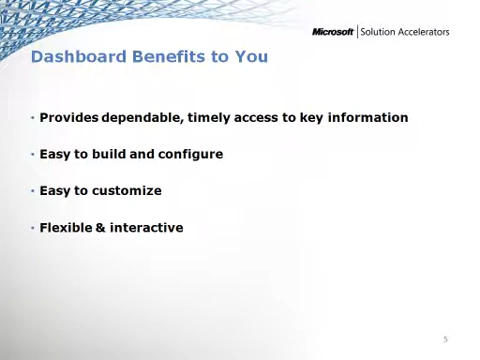 Microsoft | Solution Accelerators
Dashboard Benefits to You
• Provides dependable, timely access to key information
• Easy to build and configure
• Easy to customize
• Flexible & interactive
5